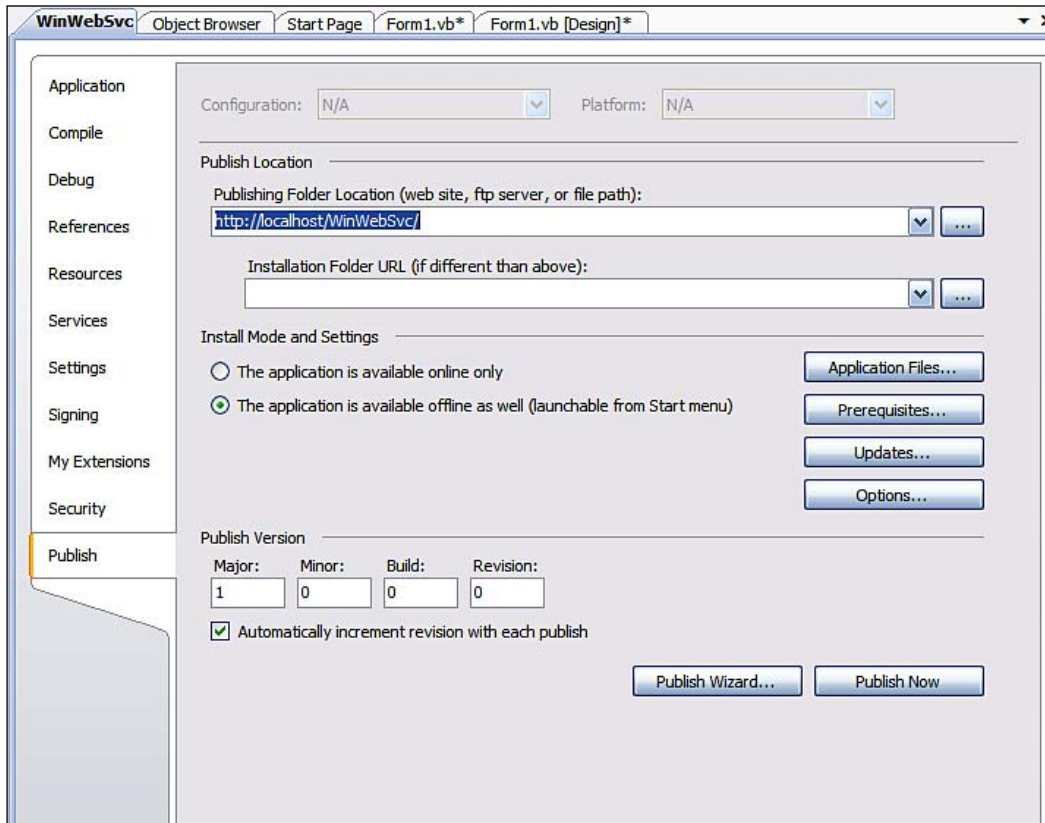 WinWebSvc Object Browser Start Page Form1.vb* Form1.vb [Design]*
Application
Compile
Debug
References
Resources
Services
Settings
Signing
My Extensions
Security
Publish
Configuration: N/A Platform: N/A
Publish Location
Publishing Folder Location (web site, ftp server, or file path):
http://localhost/WinWebSvc/ ...
Installation Folder URL (if different than above):
...
Install Mode and Settings
The application is available online only
The application is available offline as well (launchable from Start menu)
Application Files...
Prerequisites...
Updates...
Options...
Publish Version
Major: Minor: Build: Revision:
1 0 0 0
Automatically increment revision with each publish
Publish Wizard... Publish Now